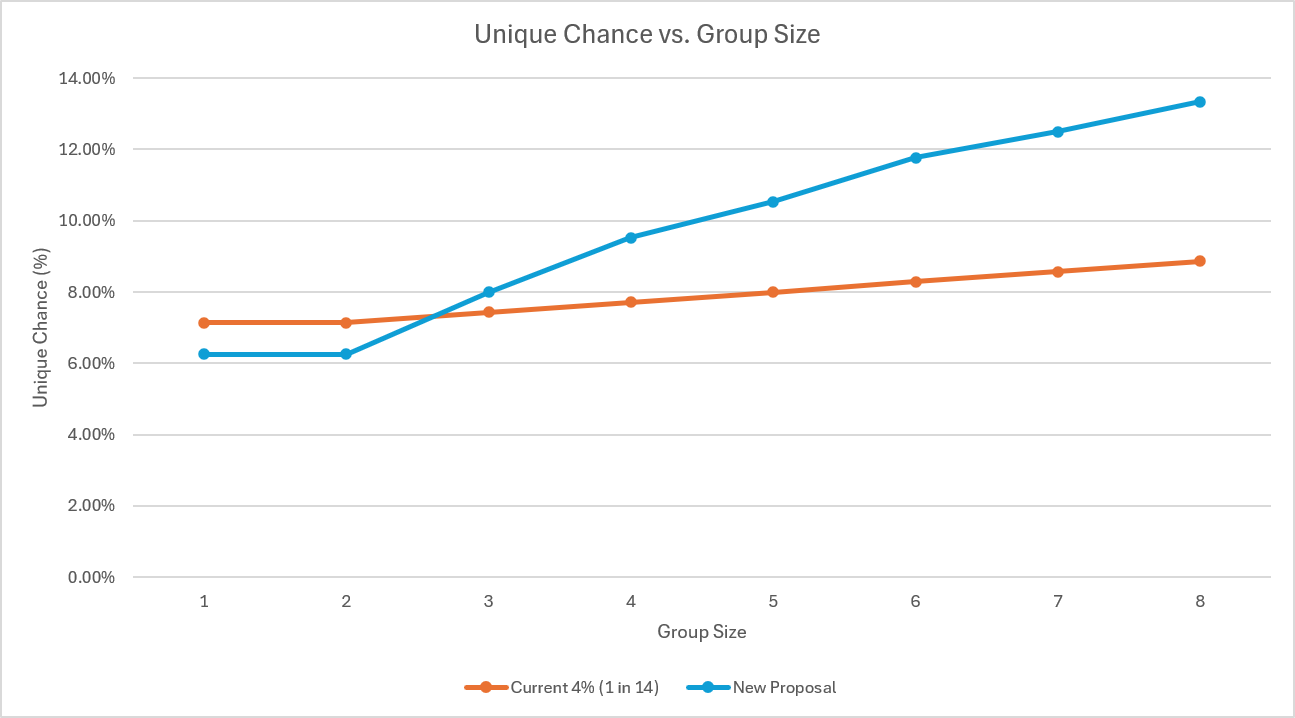 Unique Chance vs. Group Size
14.00%
12.00%
10.00%
8.00%
6.00%
4.00%
2.00%
0.00%
Unique Chance (%)
1 2 3 4 5 6 7 8
Group Size
Current 4% (1 in 14) New Proposal